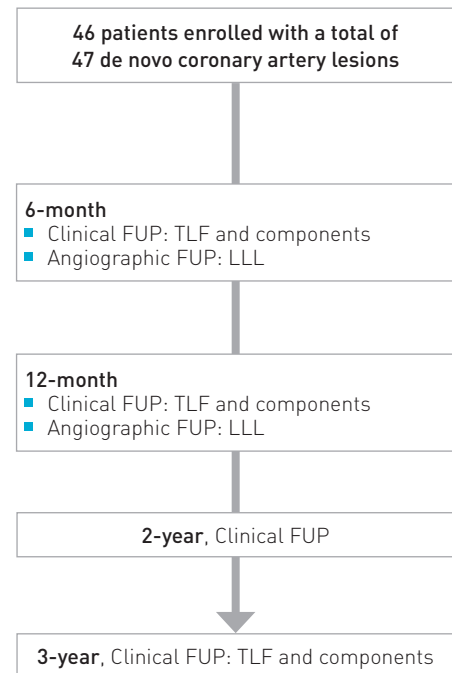 46 patients enrolled with a total of
47 de novo coronary artery lesions
6-month
Clinical FUP: TLF and components
Angiographic FUP: LLL
12-month
Clinical FUP: TLF and components
Angiographic FUP: LLL
2-year, Clinical FUP
3-year, Clinical FUP: TLF and components